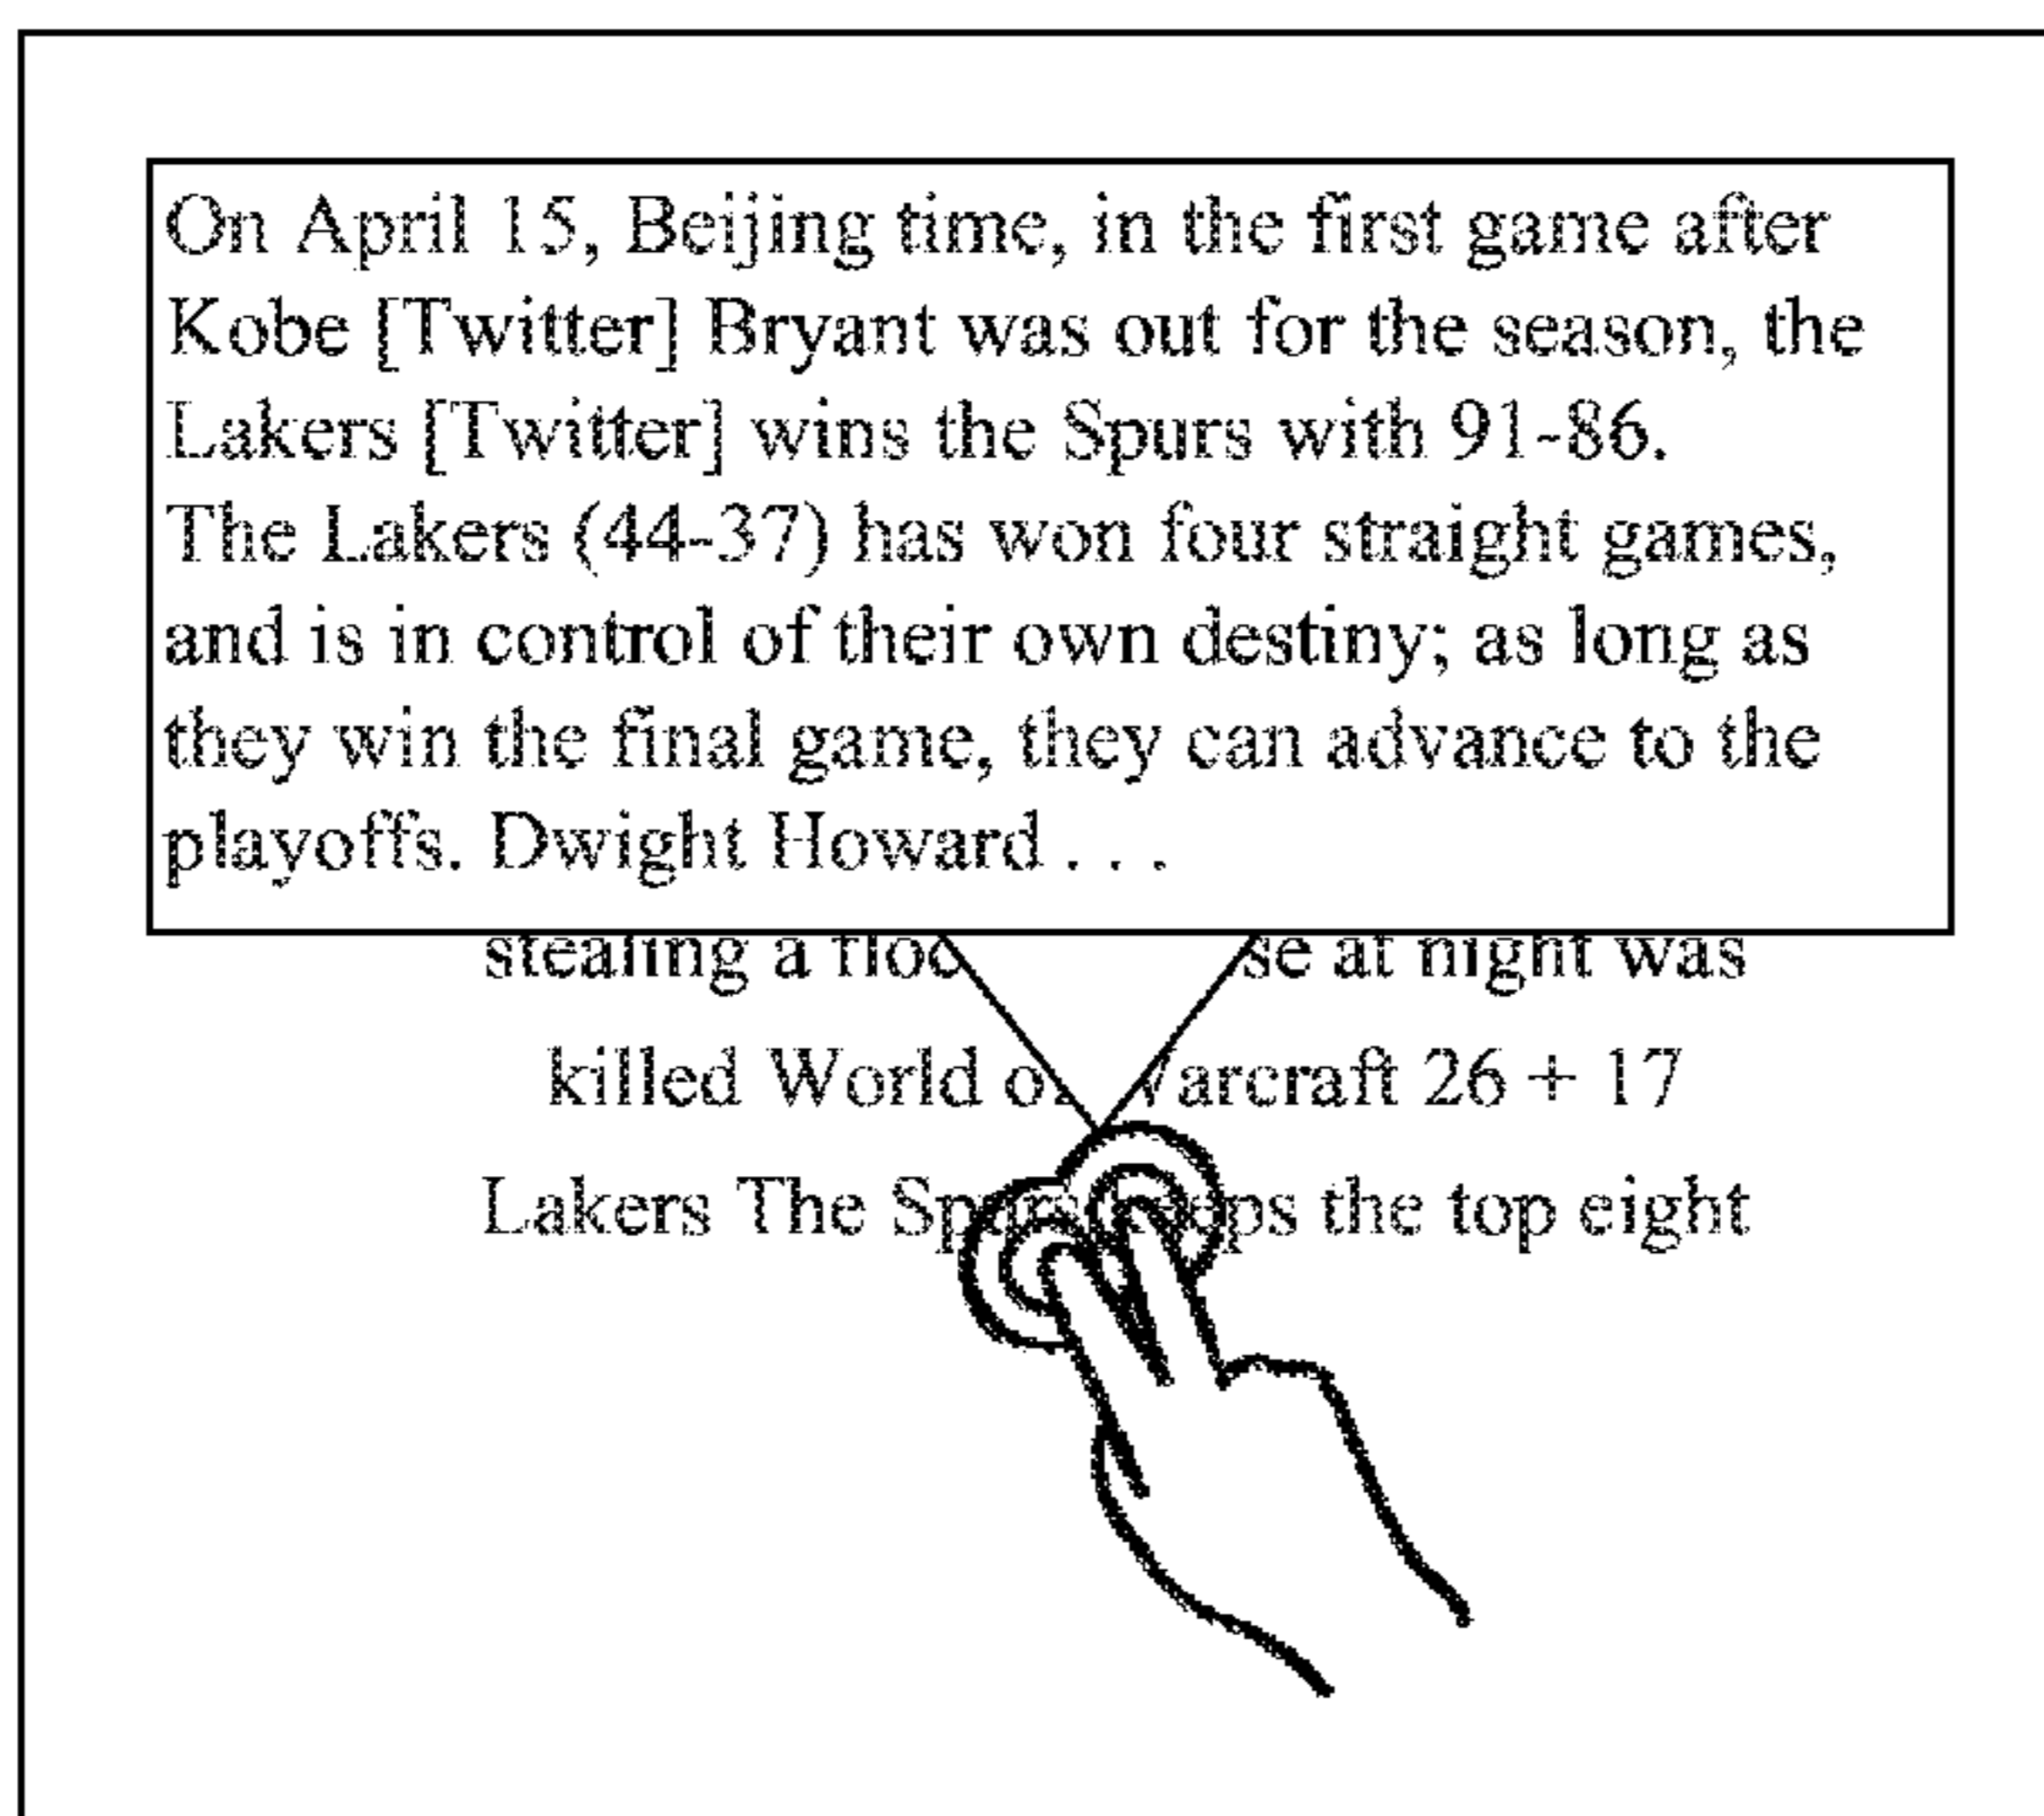 On April 15, Beijing time, in the first game after
Kobe [Twitter] Bryant was out for the season, the
Lakers [Twitter] wins the Spurs with 91-86.
The Lakers (44-37) has won four straight games,
and is in control of their own destiny; as long as
they win the final game, they can advance to the
playoffs. Dwight Howard . . .
stealing a at night was
killed World Warcraft 26 + 17
Lakers The the top eight